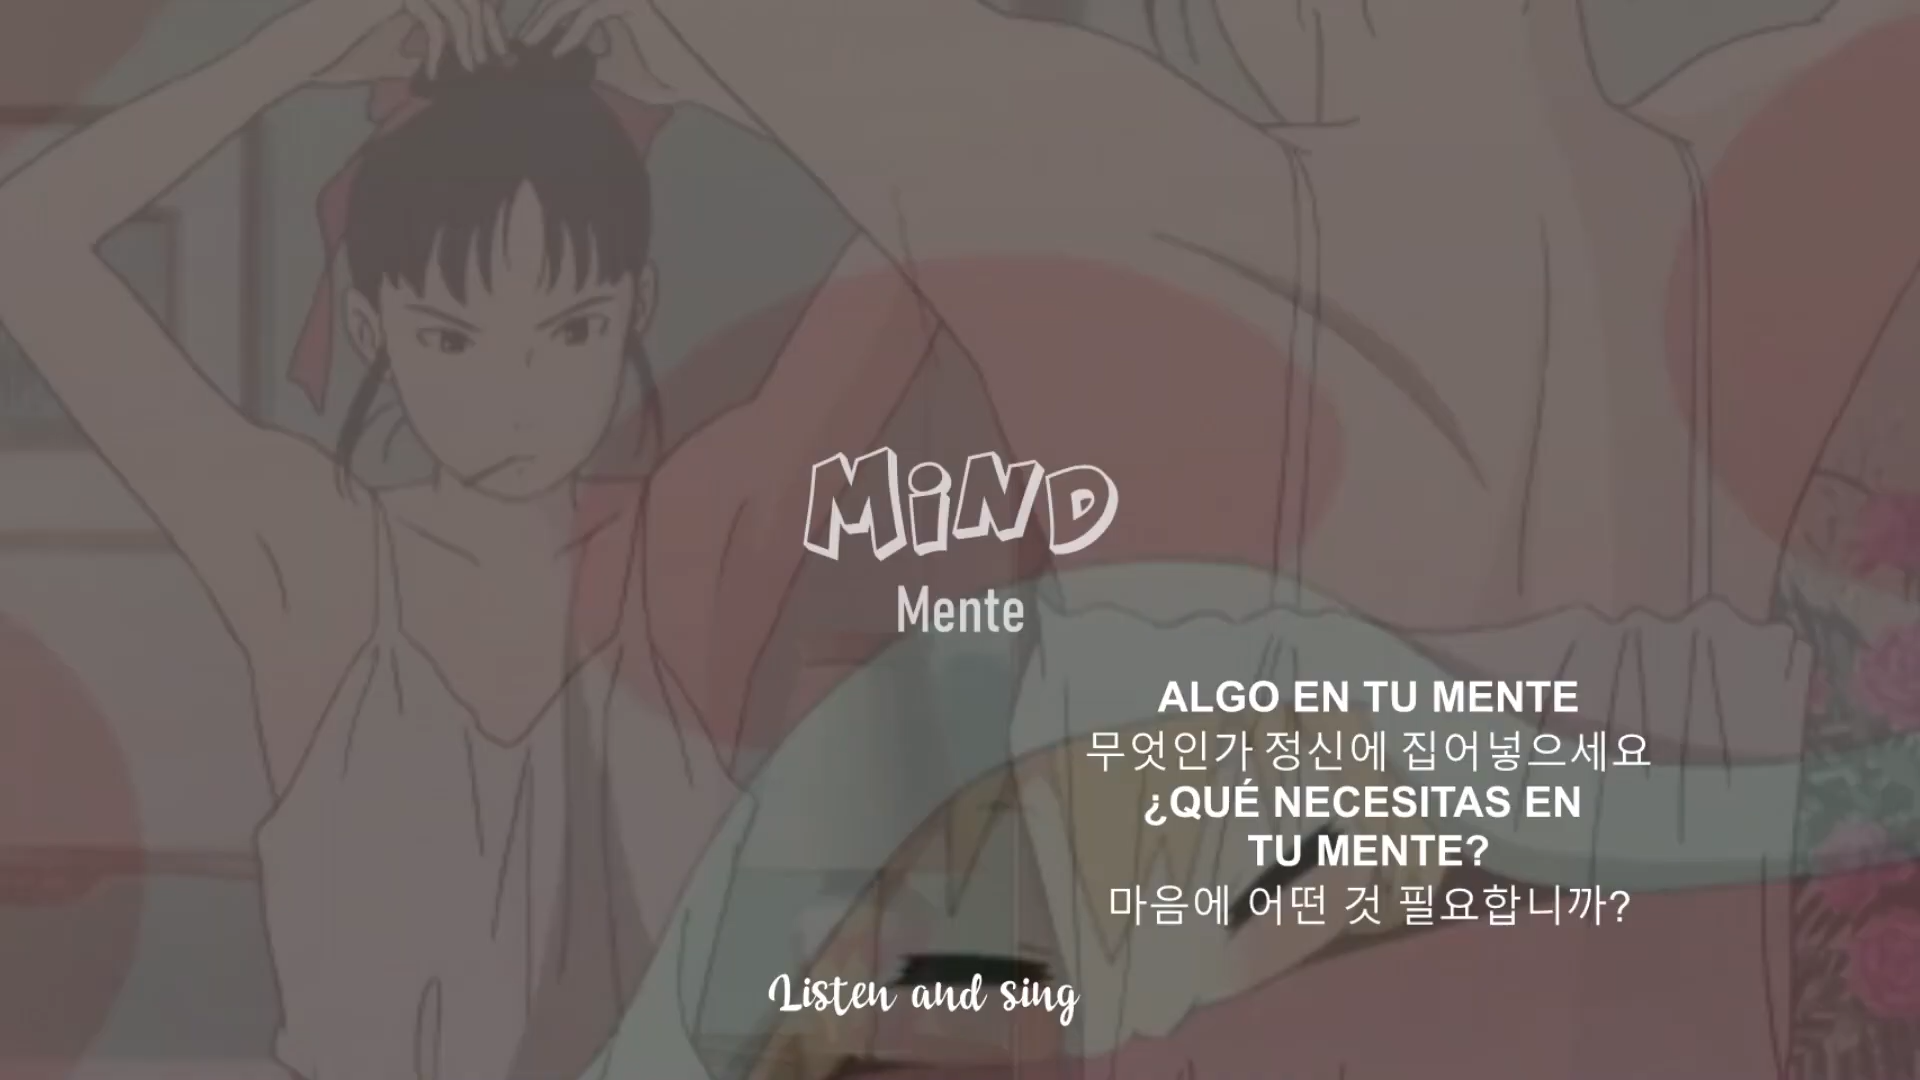 MiND
Mente
ALGO EN TU MENTE
무엇인가 정신에 집어넣으세요
¿QUÉ NECESITAS EN
TU MENTE?
마음에 어떤 것 필요합니까?
Listen and sing